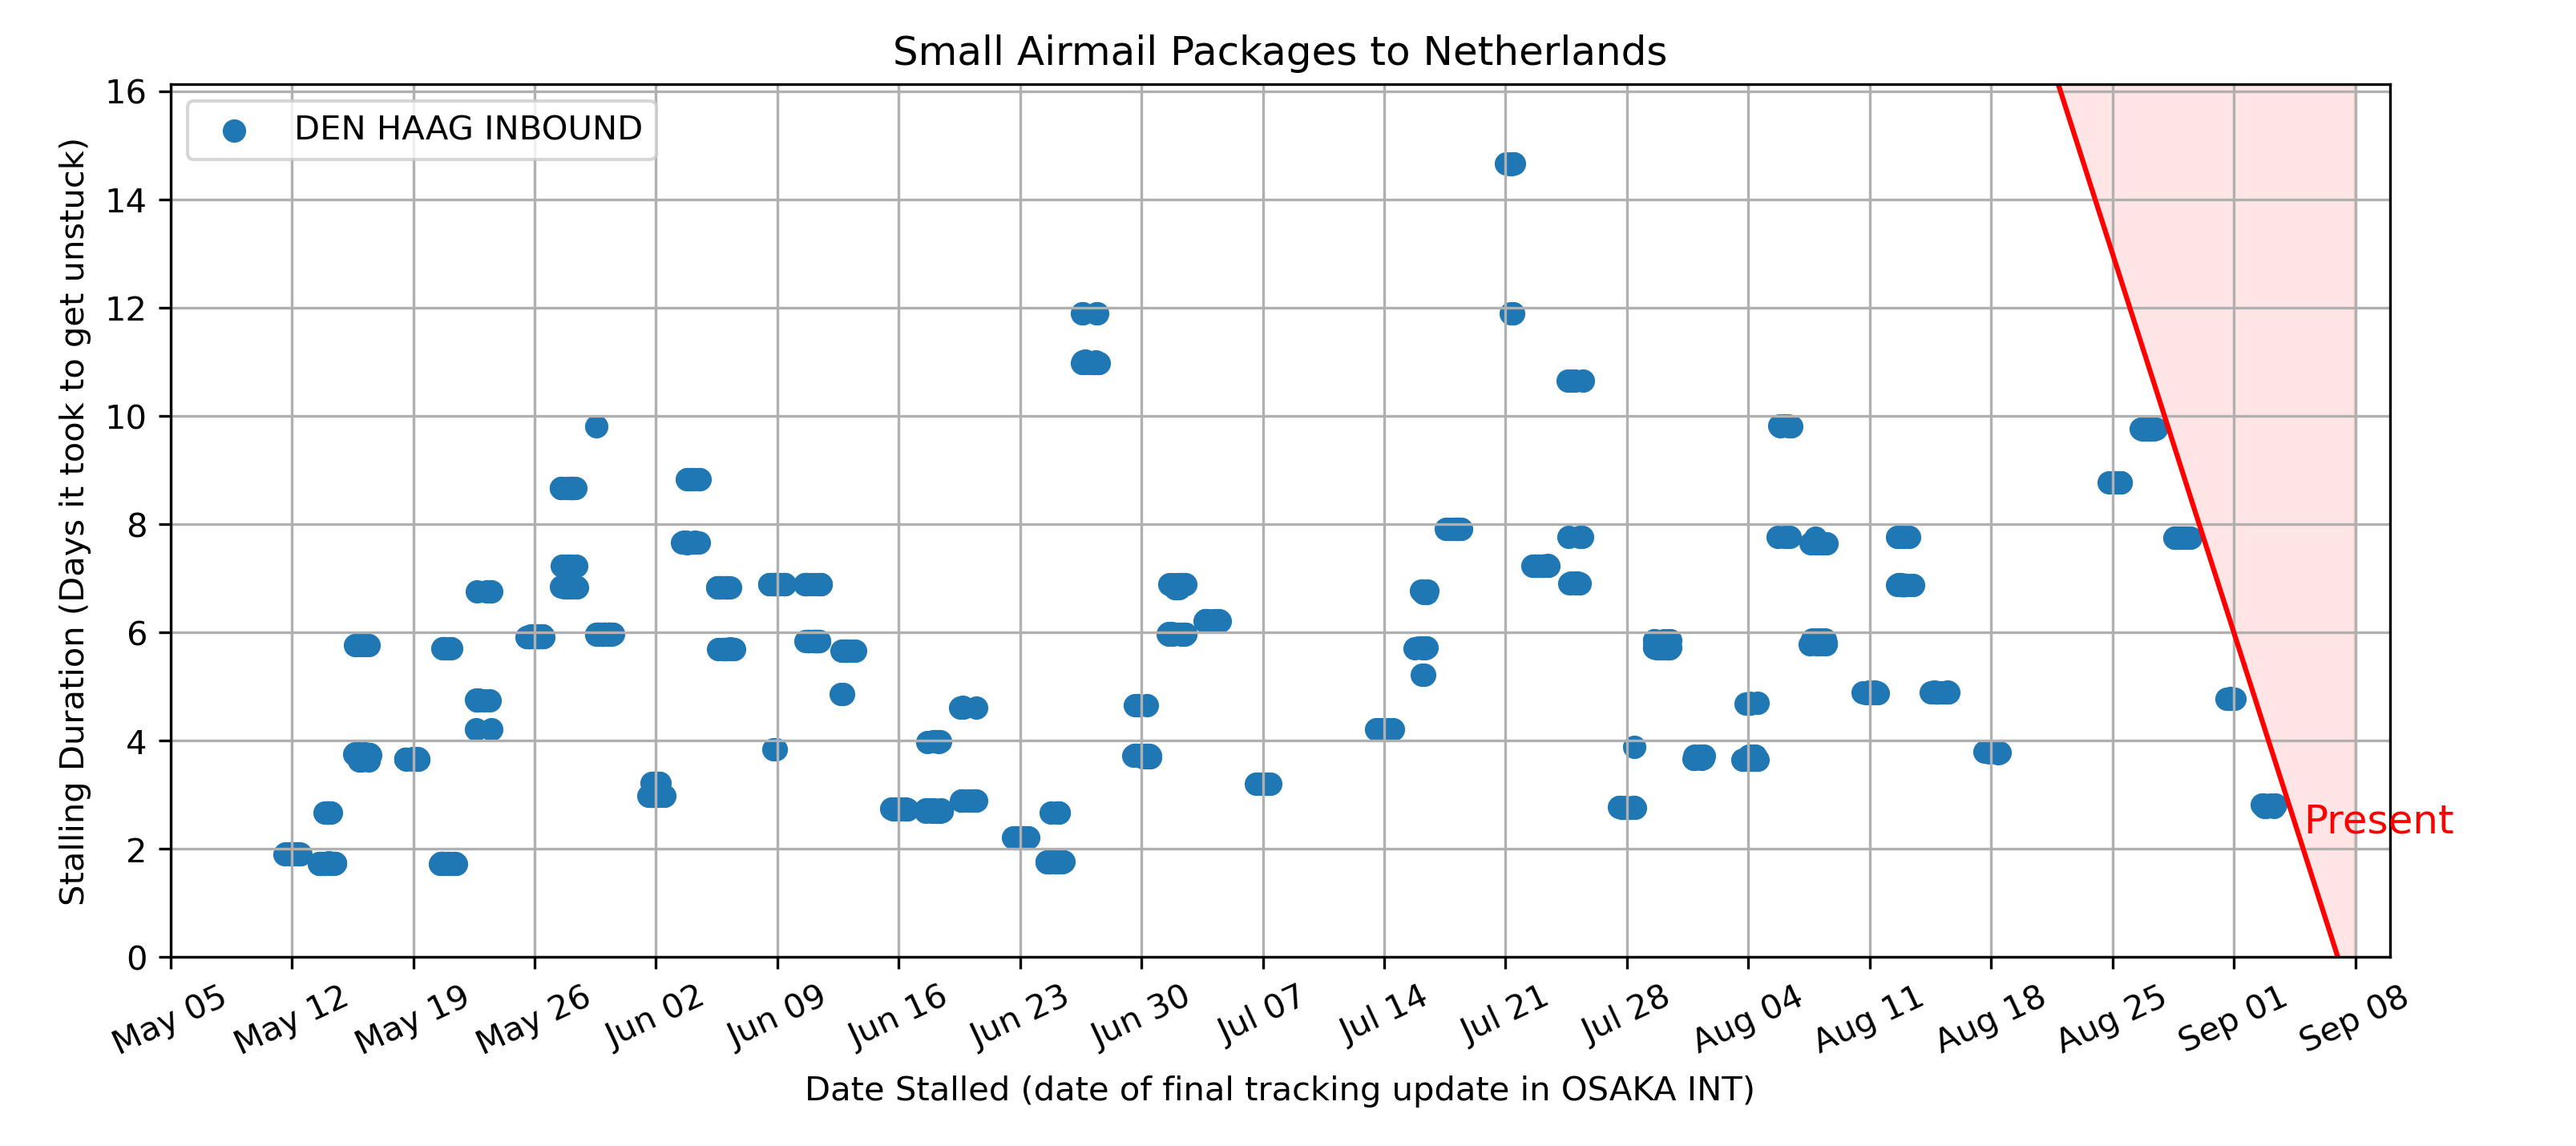 Small Airmail Packages to Netherlands
DEN HAAG INBOUND
Stalling Duration (Days it took to get unstuck)
16
14
12
10
8
6
4
2
0
Present
May 05
May 12
May 19
May 26
Jun 02
Jun 09
Jun 16
Jun 23
Jun 30
Jul 07
Jul 14
Jul 21
Jul 28
Aug 04
Aug 11
Aug 18
Aug 25
Sep 01
Sep 08
Date Stalled (date of final tracking update in OSAKA INT)